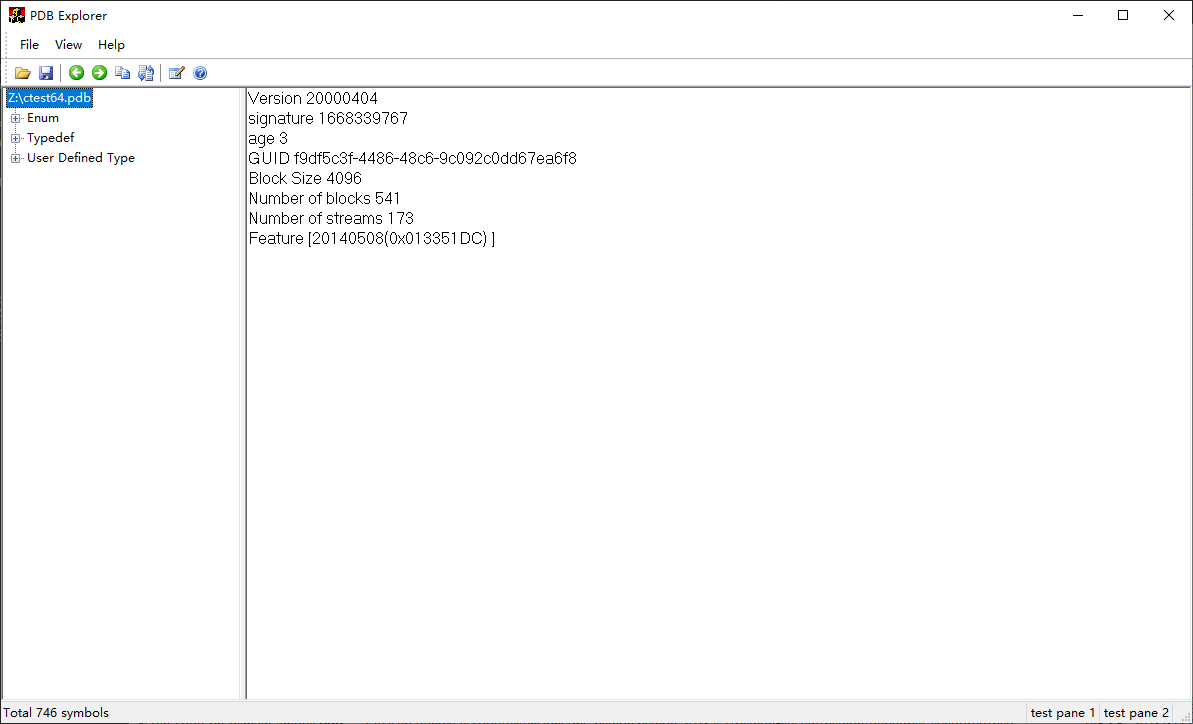 PDB Explorer
File View Help
Z:\ctest64.pdb
Enum
Typedef
User Defined Type
Version 20000404
signature 1668339767
age 3
GUID f9df5c3f-4486-48c6-9c092c0dd67ea6f8
Block Size 4096
Number of blocks 541
Number of streams 173
Feature [20140508(0x013351DC) ]
Total 746 symbols
test pane 1 test pane 2